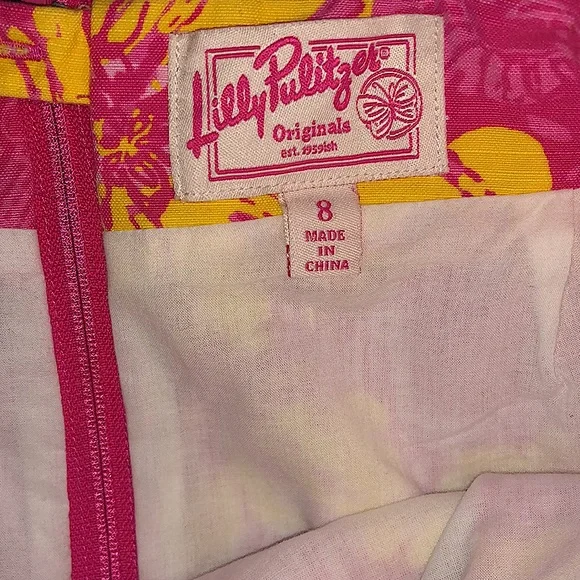 Lilly Pulitzer®
Originals
est. 1959ish
8
MADE
IN
CHINA